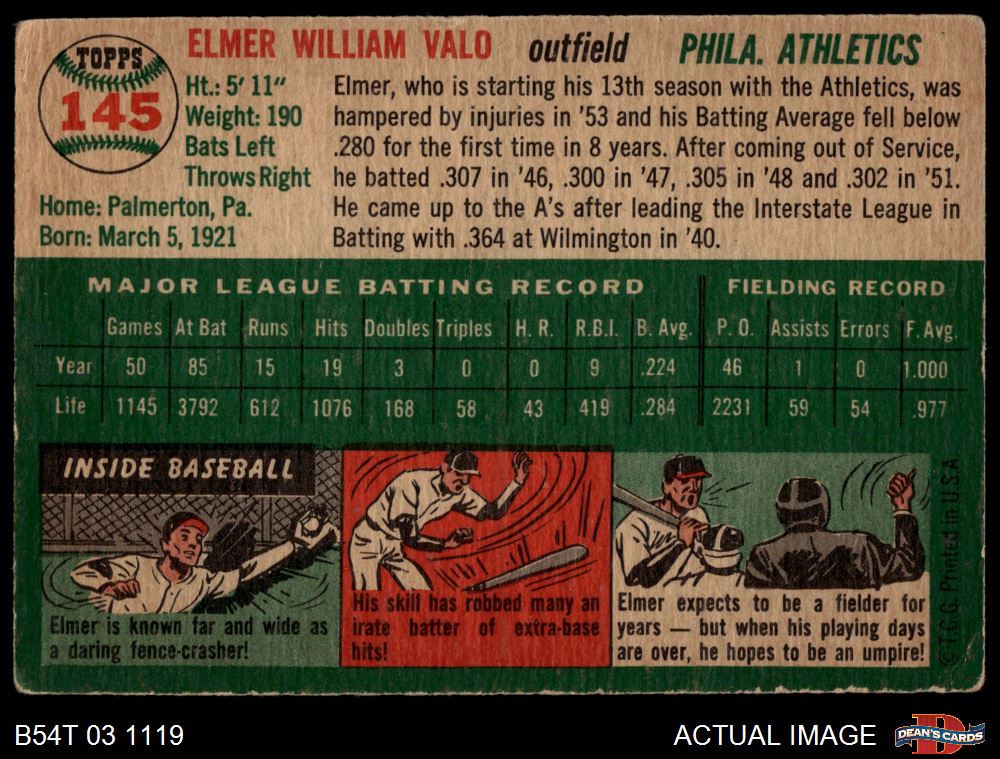 TOPPS
145
ELMER WILLIAM VALO outfield PHILA. ATHLETICS
Ht.: 5' 11"
Weight: 190
Bats Left
Throws Right
Home: Palmerton, Pa.
Born: March 5, 1921
Elmer, who is starting his 13th season with the Athletics, was
hampered by injuries in '53 and his Batting Average fell below
.280 for the first time in 8 years. After coming out of Service,
he batted .307 in '46, .300 in '47, .305 in '48 and .302 in '51.
He came up to the A's after leading the Interstate League in
Batting with .364 at Wilmington in '40.
MAJOR LEAGUE BATTING RECORD FIELDING RECORD
Games At Bat Runs Hits Doubles Triples H. R. R.B.I. B. Avg. P. O. Assists Errors F. Avg.
Year 50 85 15 19 3 0 0 9 .224 46 1 0 1.000
Life 1145 3792 612 1076 168 58 43 419 .284 2231 59 54 .977
INSIDE BASEBALL
Elmer is known far and wide as
a daring fence-crasher!
His skill has robbed many an
irate batter of extra-base
hits!
Elmer expects to be a fielder for
years — but when his playing days
are over, he hopes to be an umpire!
© T.C.G. Printed in U.S.A
B54T 03 1119
ACTUAL IMAGE
DEAN'S CARDS